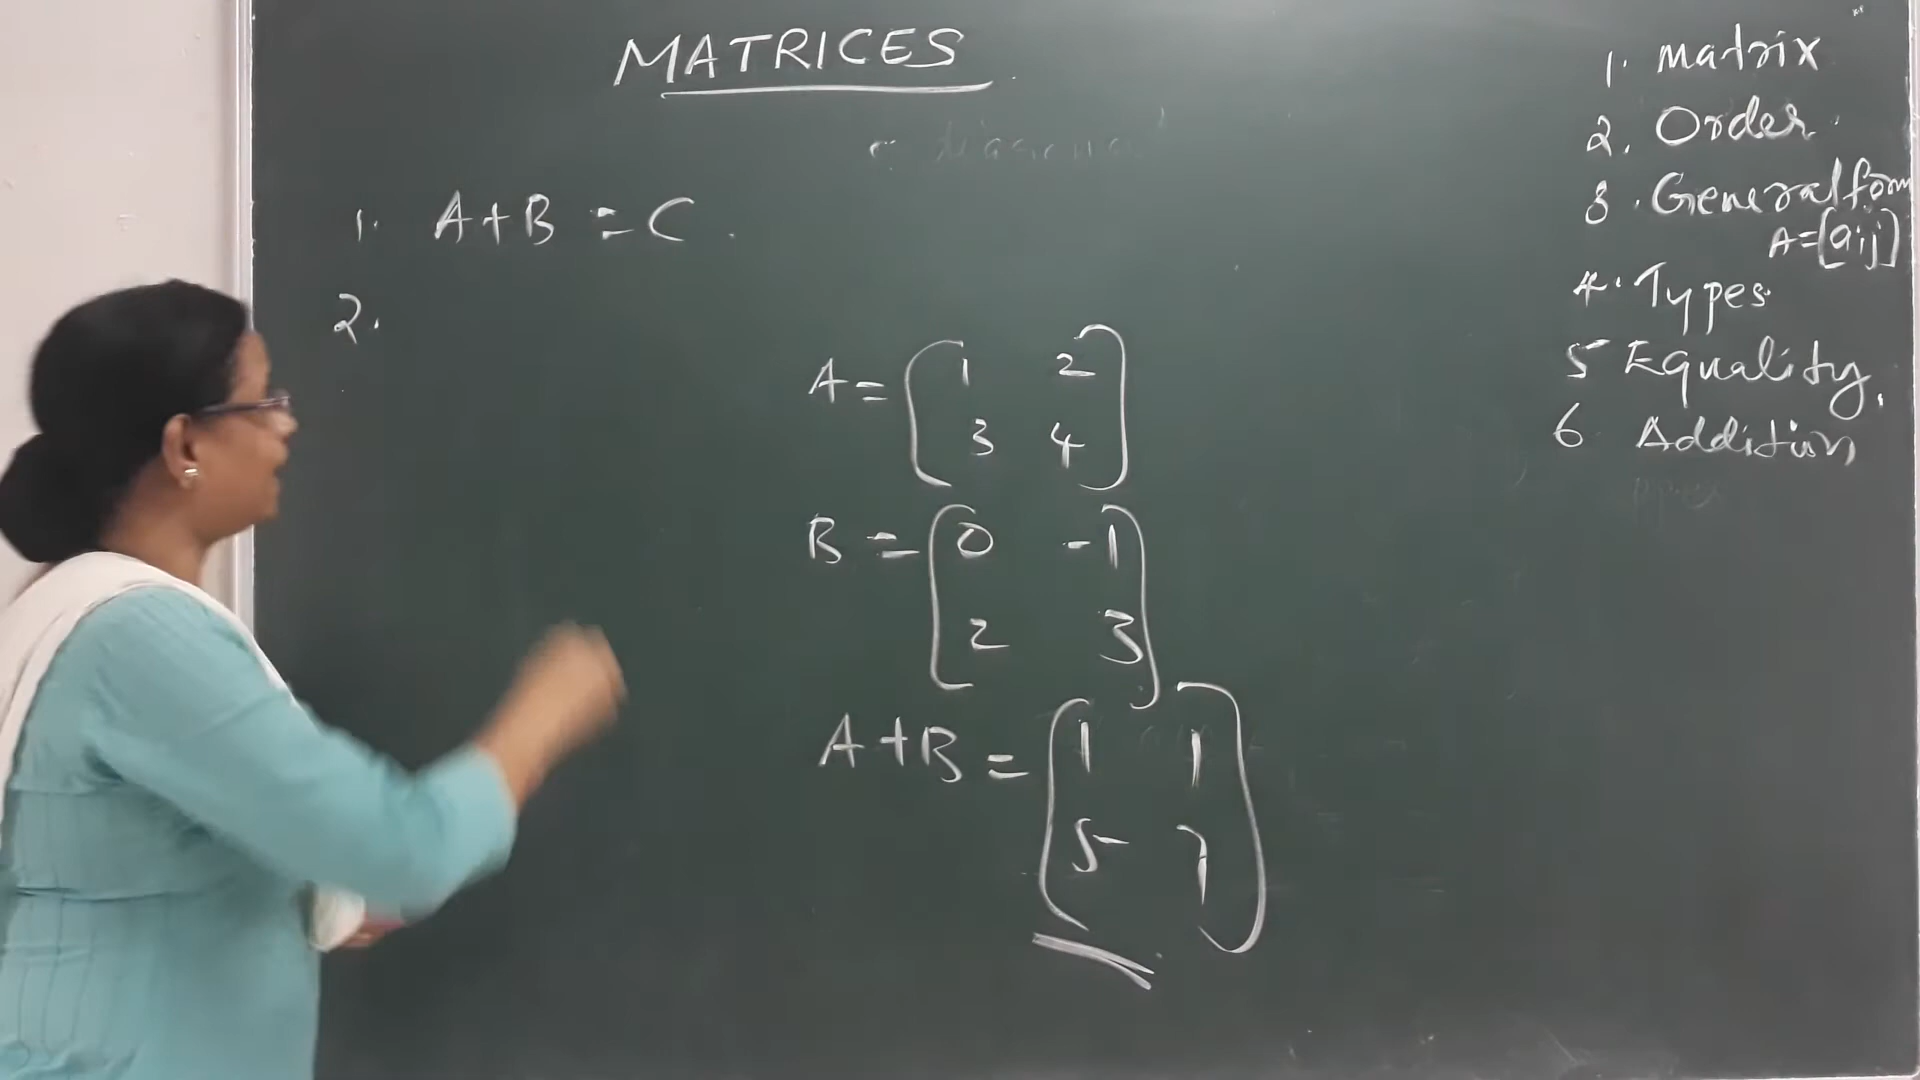 MATRICES
1. A+B = C.
2.
A = [1 2
3 4]
B = [0 -1
2 3]
A+B = [1 1
5 7]
1. Matrix
2. Order.
3. General form
A=[aij]
4. Types
5 Equality.
6 Addition